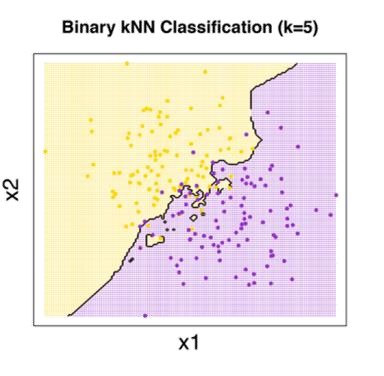 Binary kNN Classification (k=5)
x2
x1